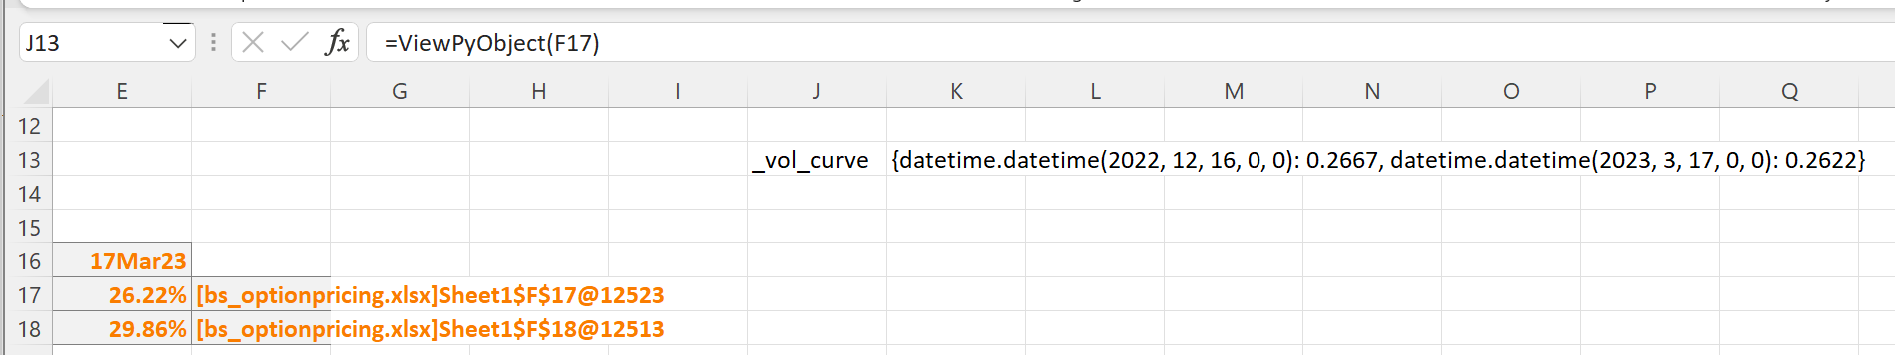 J13 fx =ViewPyObject(F17)
E F G H I J K L M N O P Q
12
13 _vol_curve {datetime.datetime(2022, 12, 16, 0, 0): 0.2667, datetime.datetime(2023, 3, 17, 0, 0): 0.2622}
14
15
16 17Mar23
17 26.22% [bs_optionpricing.xlsx]Sheet1$F$17@12523
18 29.86% [bs_optionpricing.xlsx]Sheet1$F$18@12513